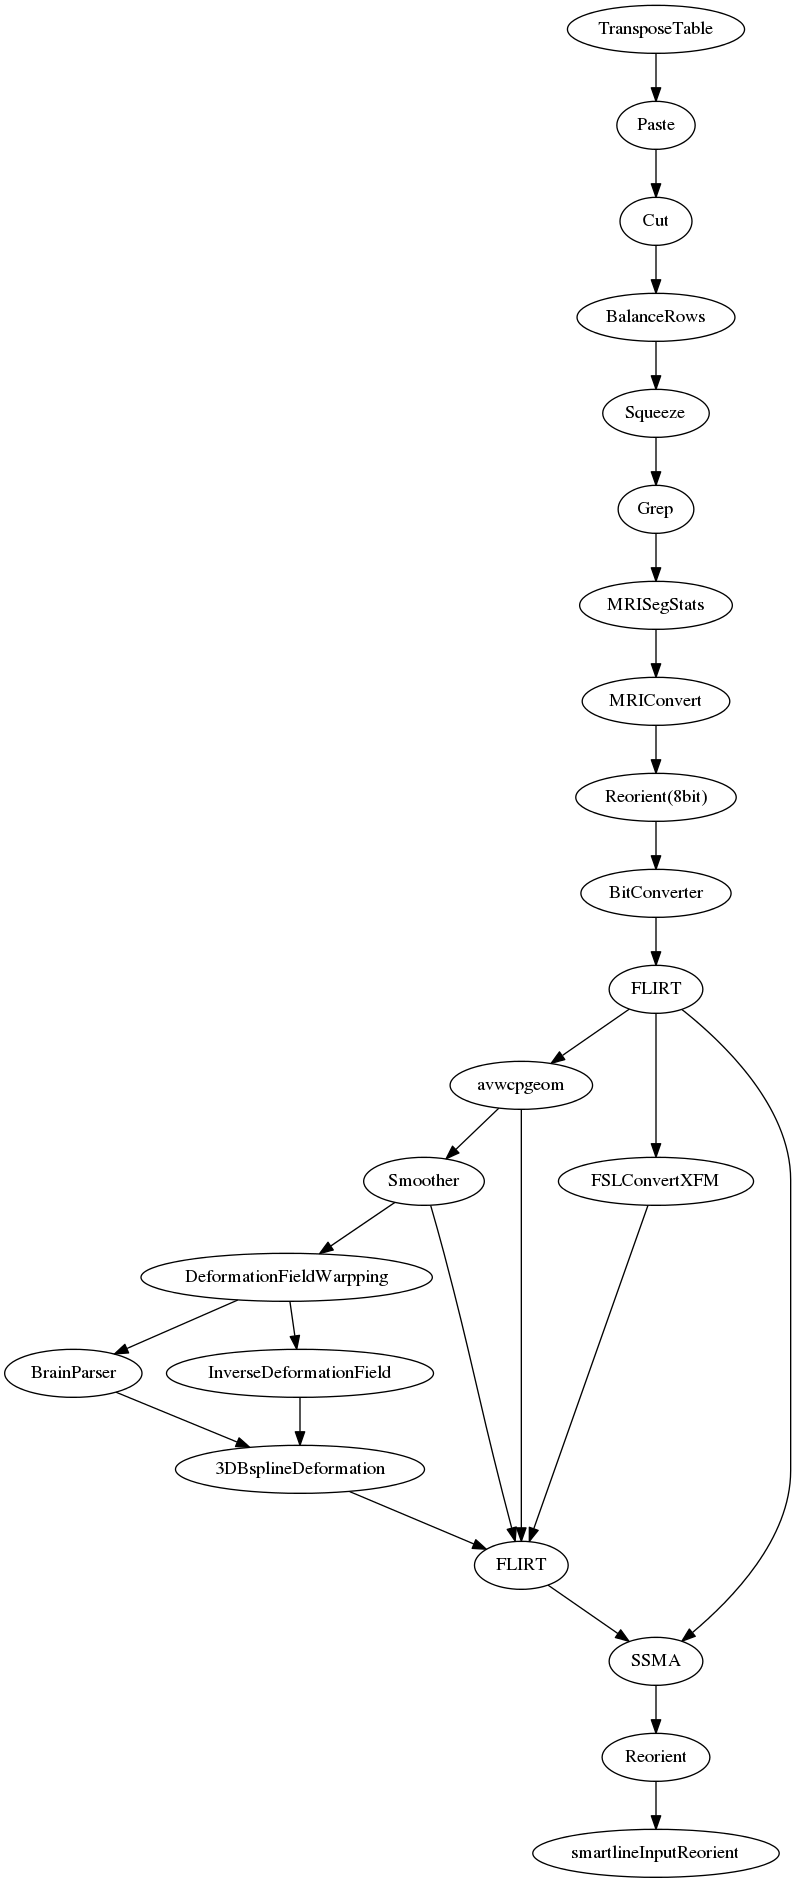 TransposeTable
Paste
Cut
BalanceRows
Squeeze
Grep
MRISegStats
MRIConvert
Reorient(8bit)
BitConverter
FLIRT
avwcpgeom
Smoother
FSLConvertXFM
DeformationFieldWarpping
BrainParser
InverseDeformationField
3DBsplineDeformation
FLIRT
SSMA
Reorient
smartlineInputReorient